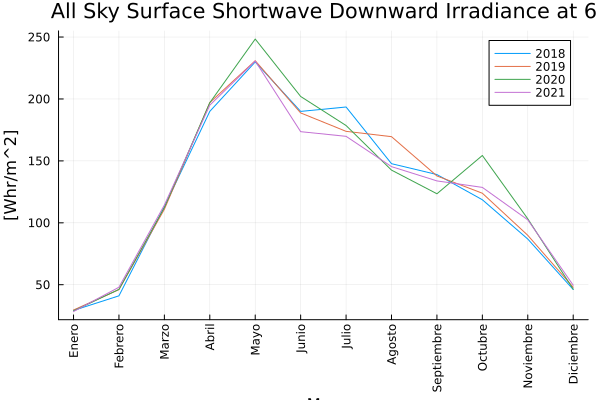 All Sky Surface Shortwave Downward Irradiance at 6
[Whr/m^2]
250
200
150
100
50
2018
2019
2020
2021
Enero
Febrero
Marzo
Abril
Mayo
Junio
Julio
Agosto
Septiembre
Octubre
Noviembre
Diciembre